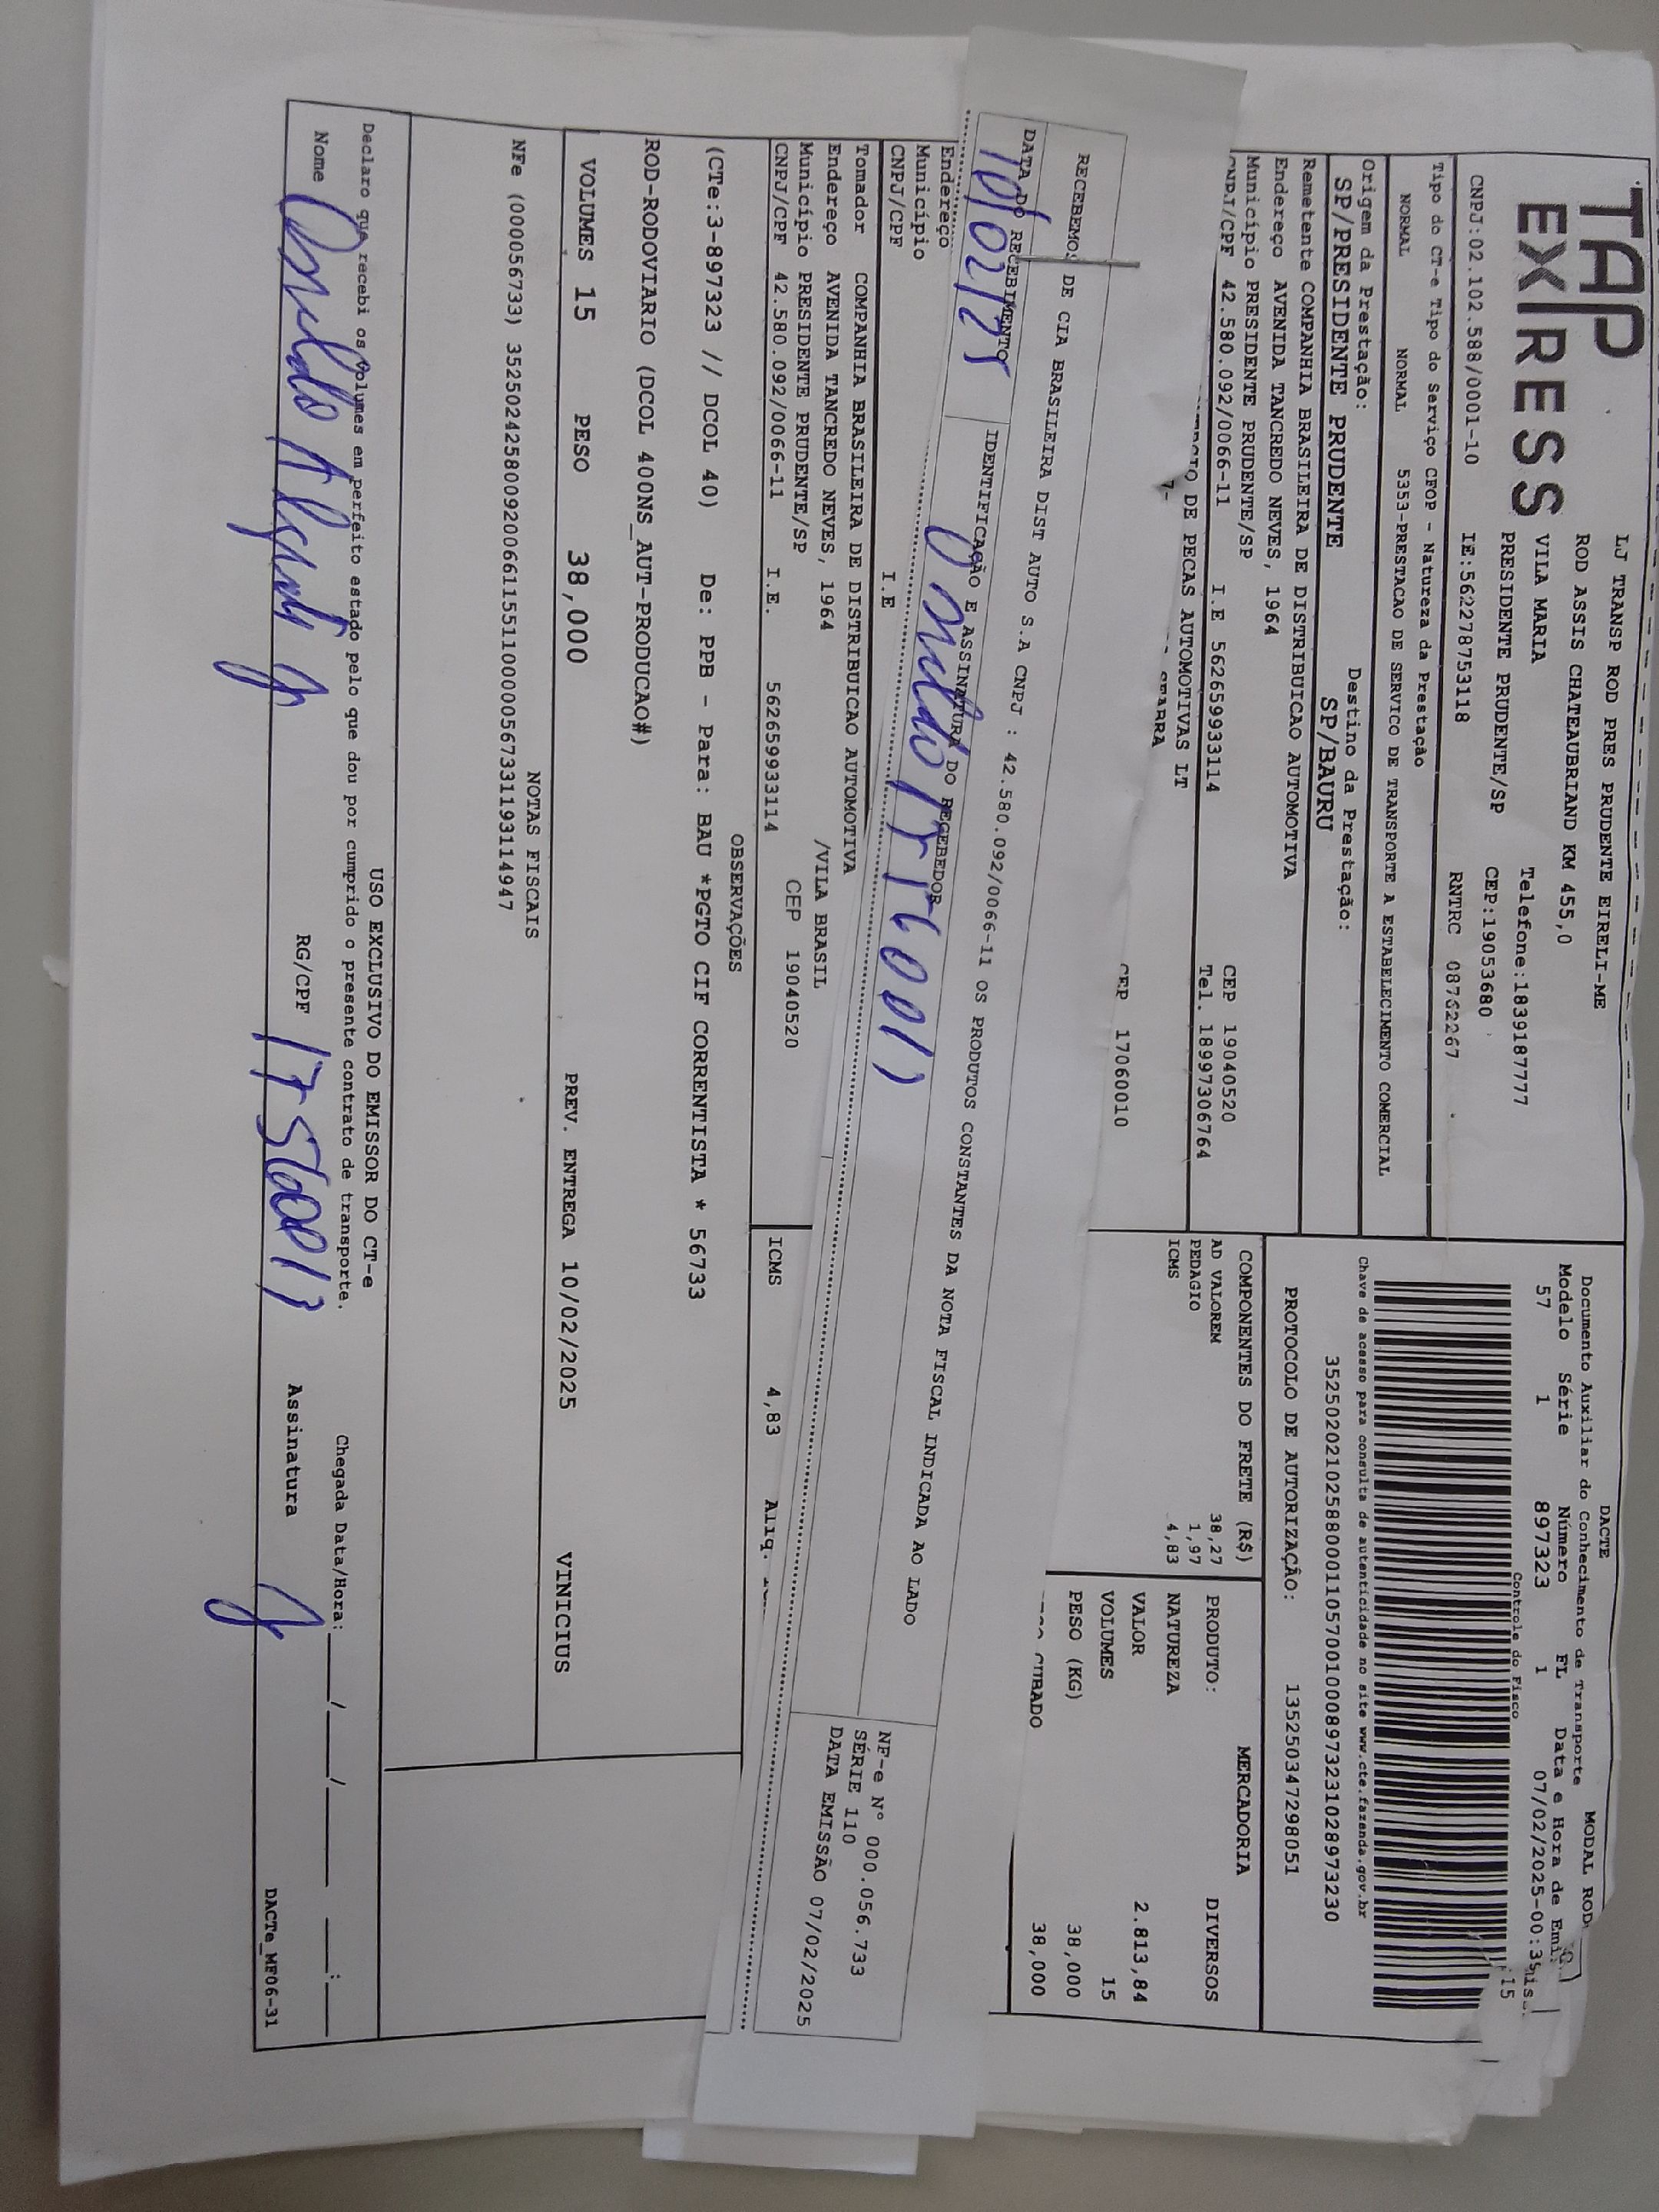 TAP
EXPRESS
LJ TRANSP ROD PRES PRUDENTE EIRELI-ME
ROD ASSIS CHATEAUBRIAND KM 455,0
VILA MARIA
Telefone:1839187777
PRESIDENTE PRUDENTE/SP CEP:19053680
CNPJ:02.102.588/0001-10 IE:562278753118 RNTRC 08762267
Tipo do CT-e Tipo do Serviço CFOP - Natureza da Prestação
NORMAL NORMAL 5353-PRESTACAO DE SERVICO DE TRANSPORTE A ESTABELECIMENTO COMERCIAL
Origem da Prestação: Destino da Prestação:
SP/PRESIDENTE PRUDENTE SP/BAURU
Remetente COMPANHIA BRASILEIRA DE DISTRIBUICAO AUTOMOTIVA
Endereço AVENIDA TANCREDO NEVES, 1964
Município PRESIDENTE PRUDENTE/SP CEP 19040520
CNPJ/CPF 42.580.092/0066-11 I.E 562659933114 Tel. 18997306764
DE PECAS AUTOMOTIVAS LT
SEARRA
CEP 17060010
DACTE
Documento Auxiliar do Conhecimento de Transporte
MODAL
Modelo Série Número FL Data e Hora de
57 1 897323 1 07/02/2025-00:3
Controle do Fisco
Chave de acesso para consulta de autenticidade no site www.cte.fazenda.gov.br
35250202102588000110570010008973231028973230
PROTOCOLO DE AUTORIZAÇÃO: 135250347298051
COMPONENTES DO FRETE (R$)
AD VALOREM 38,27
PEDAGIO 1,97
ICMS 4,83
MERCADORIA
PRODUTO: DIVERSOS
NATUREZA
VALOR 2.813,84
VOLUMES 15
PESO (KG) 38,000
CUBADO 38,000
RECEBEMOS DE CIA BRASILEIRA DIST AUTO S.A CNPJ : 42.580.092/0066-11 OS PRODUTOS CONSTANTES DA NOTA FISCAL INDICADA AO LADO
DATA DO RECEBIMENTO IDENTIFICAÇÃO E ASSINATURA DO RECEBEDOR
10/02/25
NF-e Nº 000.056.733
SÉRIE 110
DATA EMISSÃO 07/02/2025
Endereço
Município
CNPJ/CPF I.E
Tomador COMPANHIA BRASILEIRA DE DISTRIBUICAO AUTOMOTIVA
Endereço AVENIDA TANCREDO NEVES, 1964 /VILA BRASIL
Município PRESIDENTE PRUDENTE/SP CEP 19040520
CNPJ/CPF 42.580.092/0066-11 I.E. 562659933114
ICMS 4,83 Aliq.
OBSERVAÇÕES
(CTe:3-897323 // DCOL 40) De: PPB - Para: BAU *PGTO CIF CORRENTISTA * 56733
ROD-RODOVIARIO (DCOL 400NS_AUT-PRODUCAO#)
VOLUMES 15 PESO 38,000 PREV. ENTREGA 10/02/2025 VINICIUS
NOTAS FISCAIS
NFe (000056733) 35250242580092006611551100000567331193114947
USO EXCLUSIVO DO EMISSOR DO CT-e
Declaro que recebi os volumes em perfeito estado pelo que dou por cumprido o presente contrato de transporte.
Chegada Data/Hora: __/__/__ __:__
Nome RG/CPF Assinatura
DACTe_MF06-31